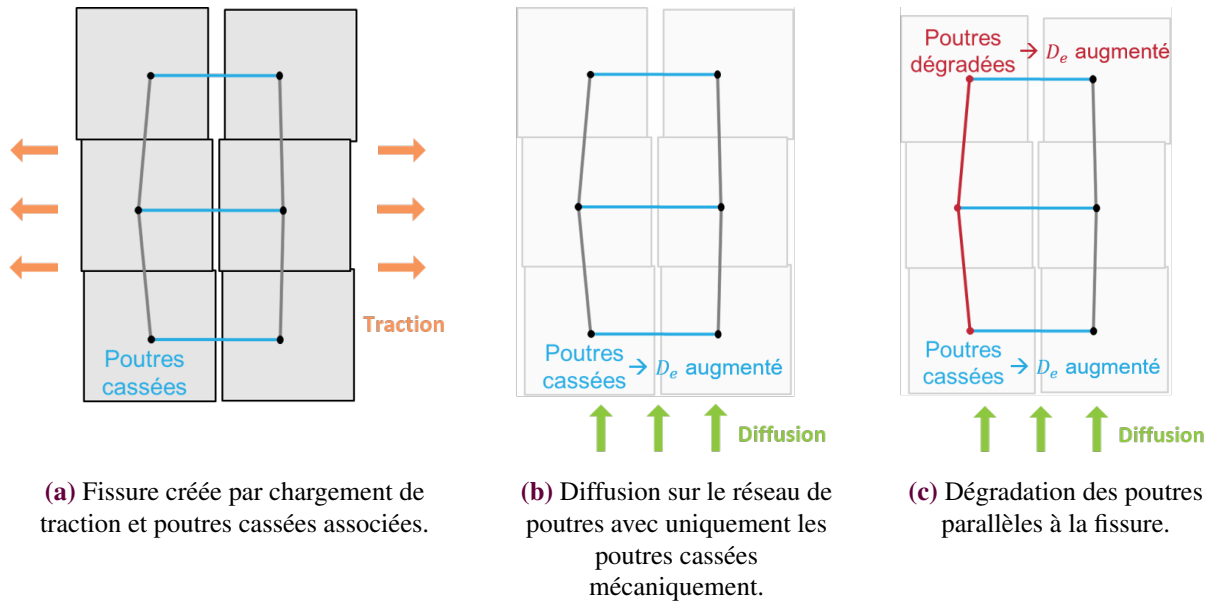 Traction
Poutres
cassées
Poutres
cassées → Dₑ augmenté
Diffusion
Poutres
dégradées → Dₑ augmenté
Poutres
cassées → Dₑ augmenté
Diffusion
(a) Fissure créée par chargement de
traction et poutres cassées associées.
(b) Diffusion sur le réseau de
poutres avec uniquement les
poutres cassées
mécaniquement.
(c) Dégradation des poutres
parallèles à la fissure.